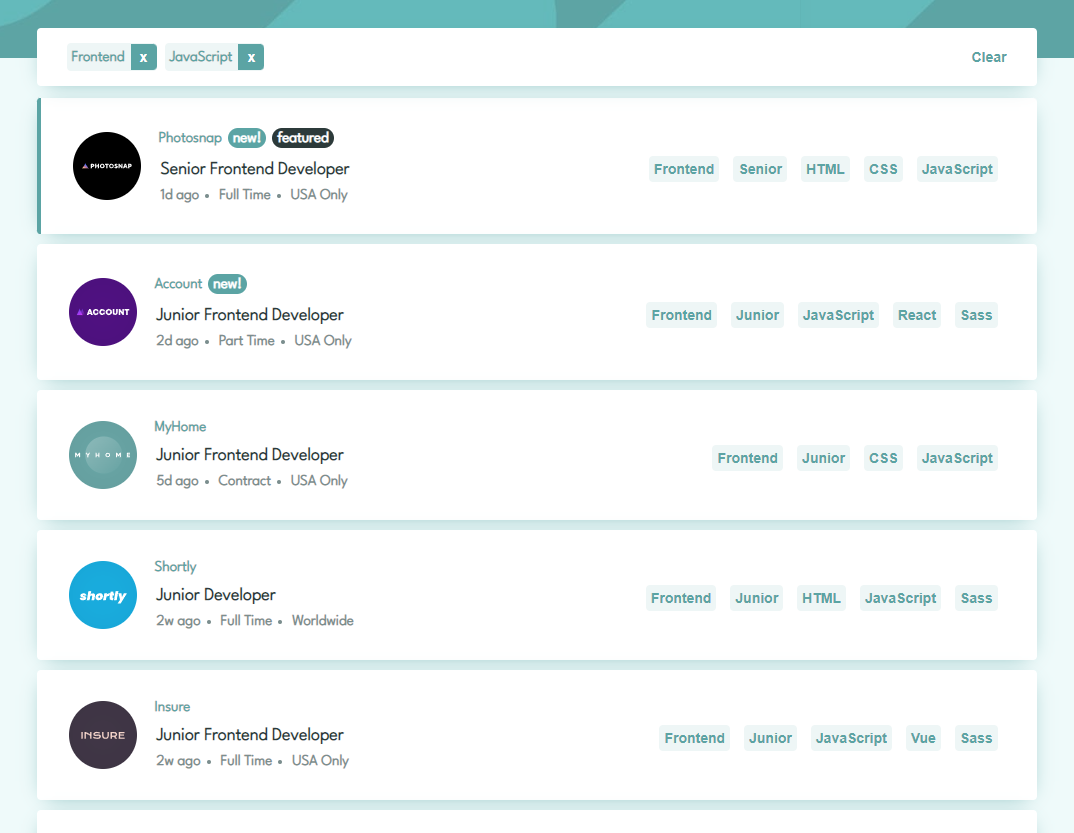 Frontend x JavaScript x Clear
Photosnap new! featured
PHOTOSNAP
Senior Frontend Developer
Frontend Senior HTML CSS JavaScript
1d ago • Full Time • USA Only
Account new!
ACCOUNT
Junior Frontend Developer
Frontend Junior JavaScript React Sass
2d ago • Part Time • USA Only
MyHome
MYHOME
Junior Frontend Developer
Frontend Junior CSS JavaScript
5d ago • Contract • USA Only
Shortly
shortly
Junior Developer
Frontend Junior HTML JavaScript Sass
2w ago • Full Time • Worldwide
Insure
INSURE
Junior Frontend Developer
Frontend Junior JavaScript Vue Sass
2w ago • Full Time • USA Only